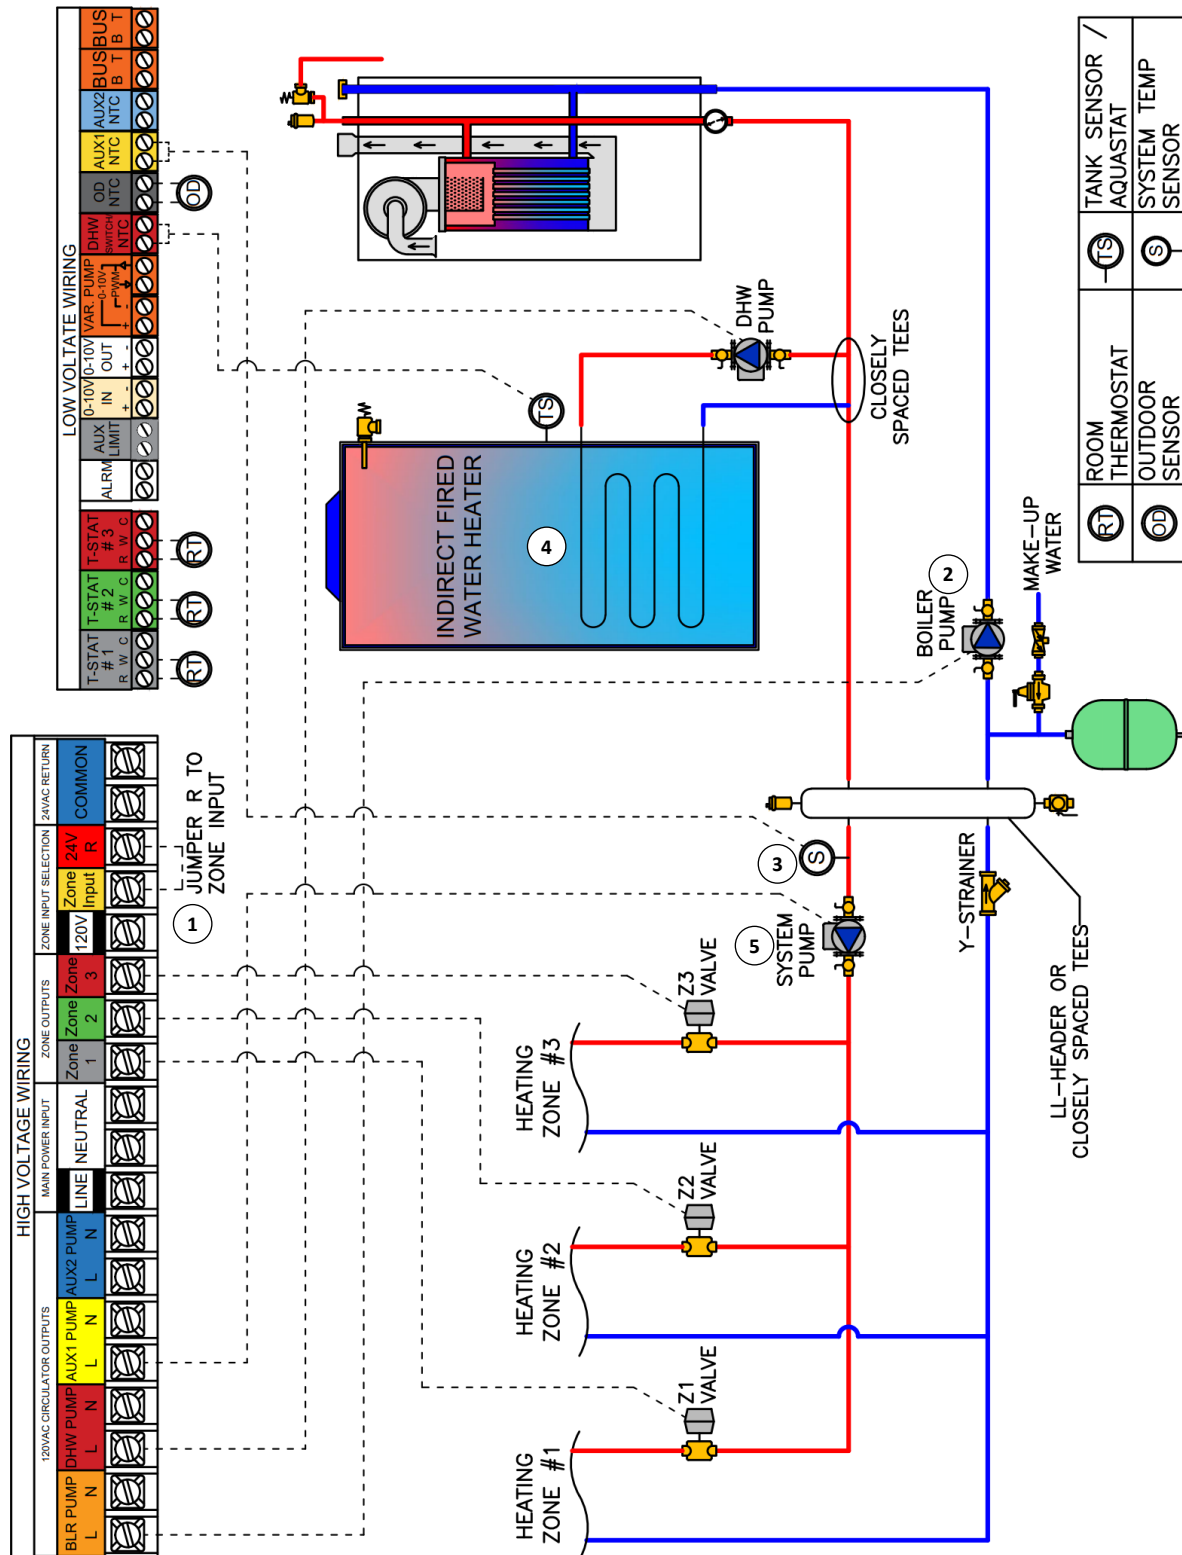 HIGH VOLTAGE WIRING
120VAC CIRCULATOR OUTPUTS
MAIN POWER INPUT
ZONE OUTPUTS
ZONE INPUT SELECTION
24VAC RETURN
BLR PUMP
L N
DHW PUMP
L N
AUX1 PUMP
L N
AUX2 PUMP
L N
LINE
NEUTRAL
Zone
1
Zone
2
Zone
3
120V
Zone
Input
24V
R
COMMON
JUMPER R TO
ZONE INPUT
1
LOW VOLTATE WIRING
T-STAT
#1
R W C
T-STAT
#2
R W C
T-STAT
#3
R W C
ALRM
AUX
LIMIT
0-10V
IN
+ -
0-10V
OUT
+ -
VAR. PUMP
0-10V
PWM
+ -
DHW
SWITCH/
NTC
OD
NTC
AUX1
NTC
AUX2
NTC
BUS
B T
BUS
B T
RT
RT
RT
OD
INDIRECT FIRED
WATER HEATER
4
TS
DHW
PUMP
CLOSELY
SPACED TEES
BOILER
PUMP
2
MAKE-UP
WATER
S
3
SYSTEM
PUMP
5
Y-STRAINER
LL-HEADER OR
CLOSELY SPACED TEES
HEATING
ZONE #1
Z1
VALVE
HEATING
ZONE #2
Z2
VALVE
HEATING
ZONE #3
Z3
VALVE
RT
ROOM
THERMOSTAT
TS
TANK SENSOR /
AQUASTAT
OD
OUTDOOR
SENSOR
S
SYSTEM TEMP
SENSOR